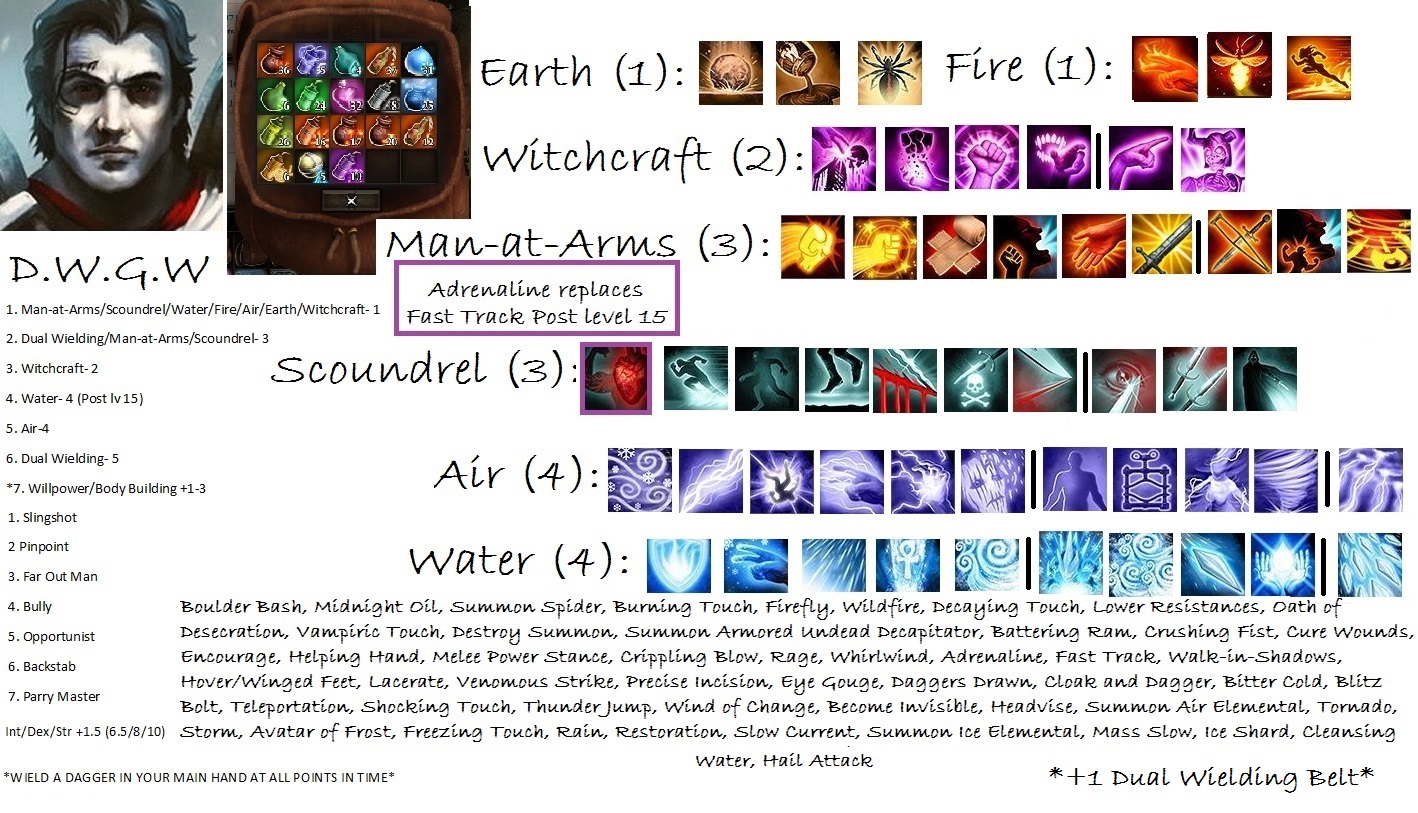 Earth (1):
Fire (1):
Witchcraft (2):
Man-at-Arms (3):
D.W.G.W
Adrenaline replaces
Fast Track Post level 15
1. Man-at-Arms/Scoundrel/Water/Fire/Air/Earth/Witchcraft- 1
2. Dual Wielding/Man-at-Arms/Scoundrel- 3
3. Witchcraft- 2
4. Water- 4 (Post lv 15)
5. Air-4
6. Dual Wielding- 5
*7. Willpower/Body Building +1-3
Scoundrel (3):
Air (4):
Water (4):
1. Slingshot
2 Pinpoint
3. Far Out Man
4. Bully
5. Opportunist
6. Backstab
7. Parry Master
Int/Dex/Str +1.5 (6.5/8/10)
Boulder Bash, Midnight Oil, Summon Spider, Burning Touch, Firefly, Wildfire, Decaying Touch, Lower Resistances, Oath of
Desecration, Vampiric Touch, Destroy Summon, Summon Armored Undead Decapitator, Battering Ram, Crushing Fist, Cure Wounds,
Encourage, Helping Hand, Melee Power Stance, Crippling Blow, Rage, Whirlwind, Adrenaline, Fast Track, Walk-in-Shadows,
Hover/Winged Feet, Lacerate, Venomous Strike, Precise Incision, Eye Gouge, Daggers Drawn, Cloak and Dagger, Bitter Cold, Blitz
Bolt, Teleportation, Shocking Touch, Thunder Jump, Wind of Change, Become Invisible, Headvise, Summon Air Elemental, Tornado,
Storm, Avatar of Frost, Freezing Touch, Rain, Restoration, Slow Current, Summon Ice Elemental, Mass Slow, Ice Shard, Cleansing
Water, Hail Attack
*WIELD A DAGGER IN YOUR MAIN HAND AT ALL POINTS IN TIME*
*+1 Dual Wielding Belt*